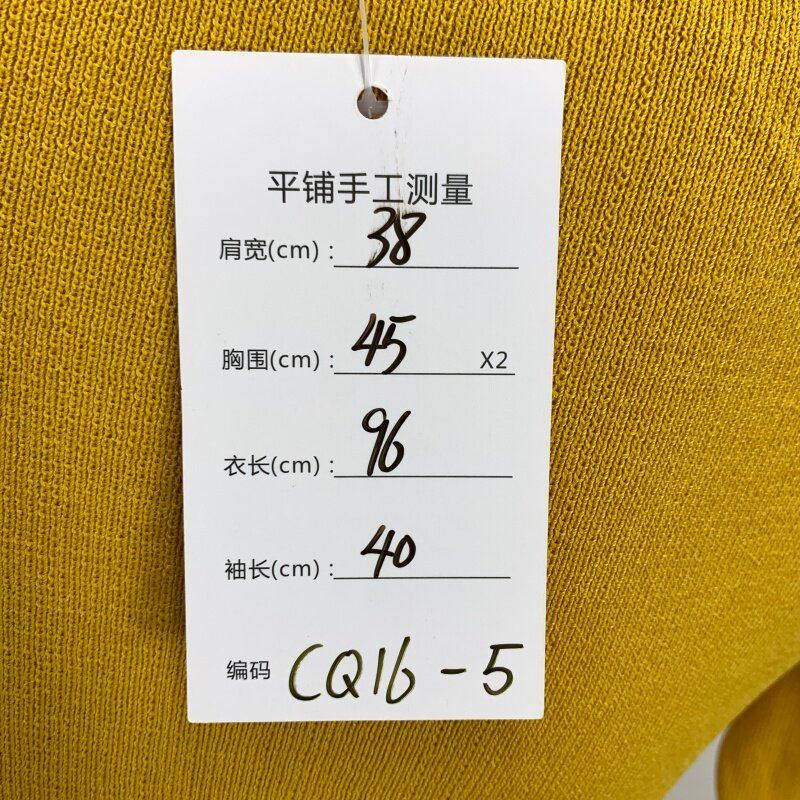 平铺手工测量
肩宽(cm)：38
胸围(cm)：45 X2
衣长(cm)：96
袖长(cm)：40
编码 CQ16-5